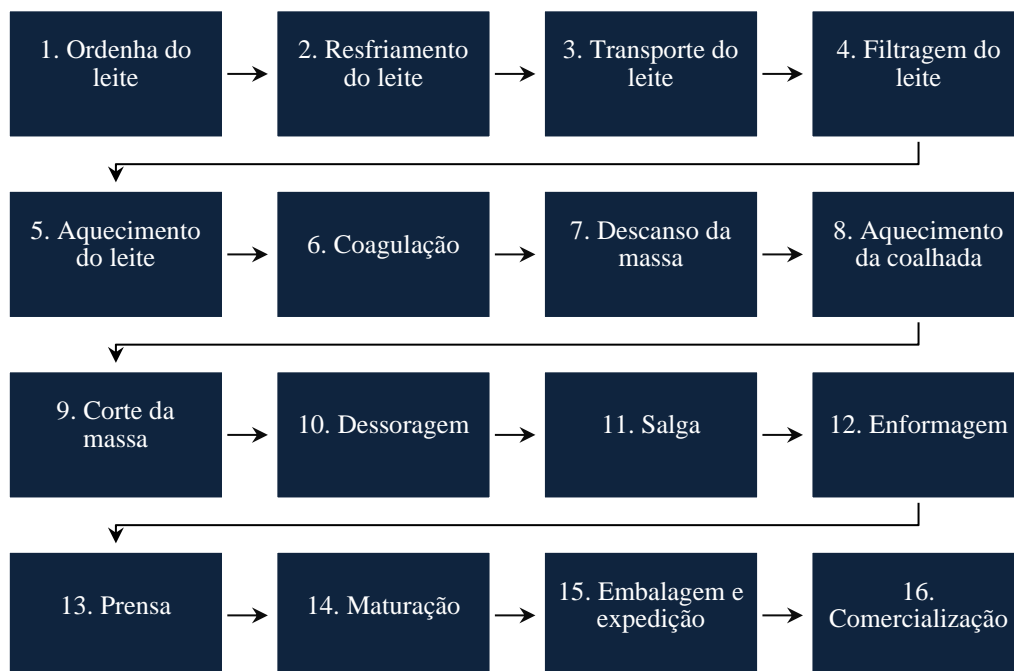 1. Ordenha do
leite
2. Resfriamento
do leite
3. Transporte do
leite
4. Filtragem do
leite
5. Aquecimento
do leite
6. Coagulação
7. Descanso da
massa
8. Aquecimento
da coalhada
9. Corte da
massa
10. Dessoragem
11. Salga
12. Enformagem
13. Prensa
14. Maturação
15. Embalagem e
expedição
16.
Comercialização